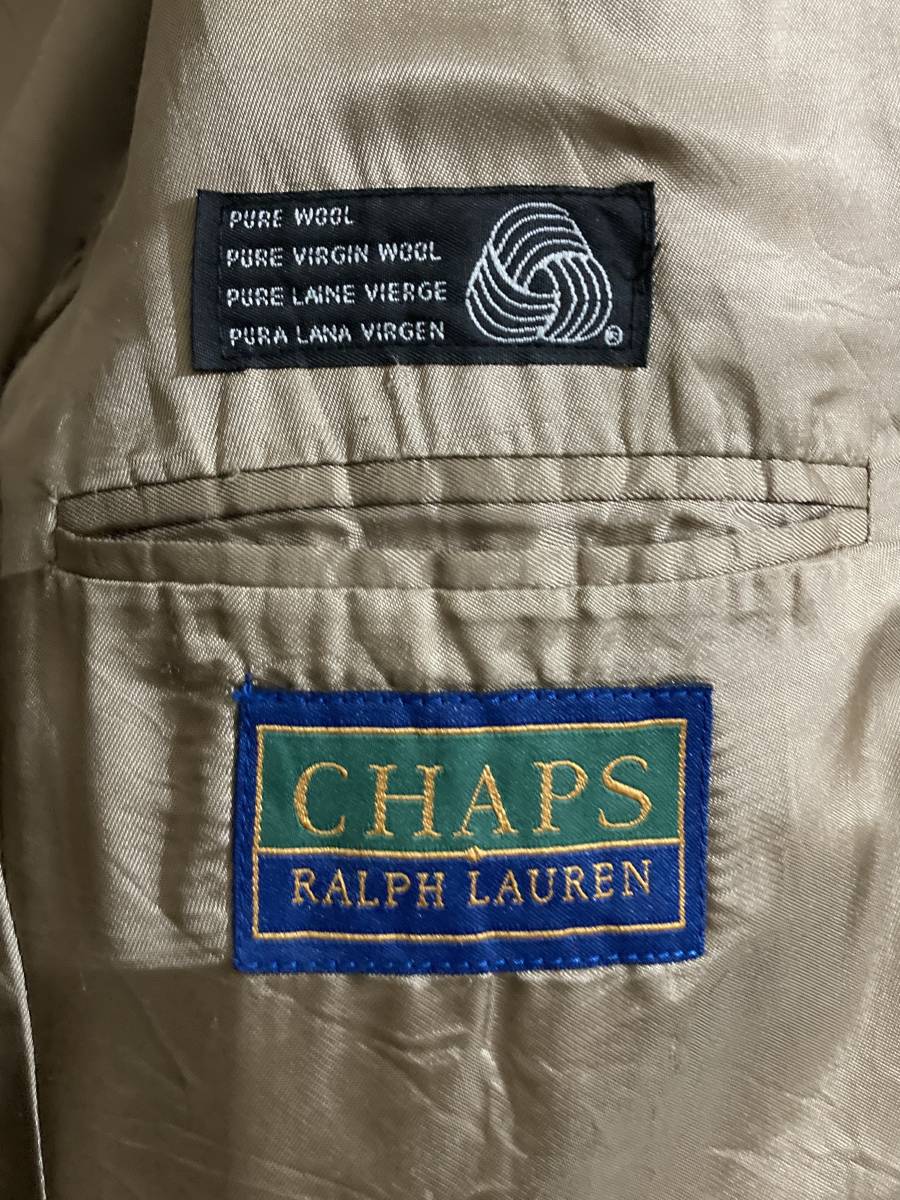 PURE WOOL
PURE VIRGIN WOOL
PURE LAINE VIERGE
PURA LANA VIRGEN
®
CHAPS
RALPH LAUREN